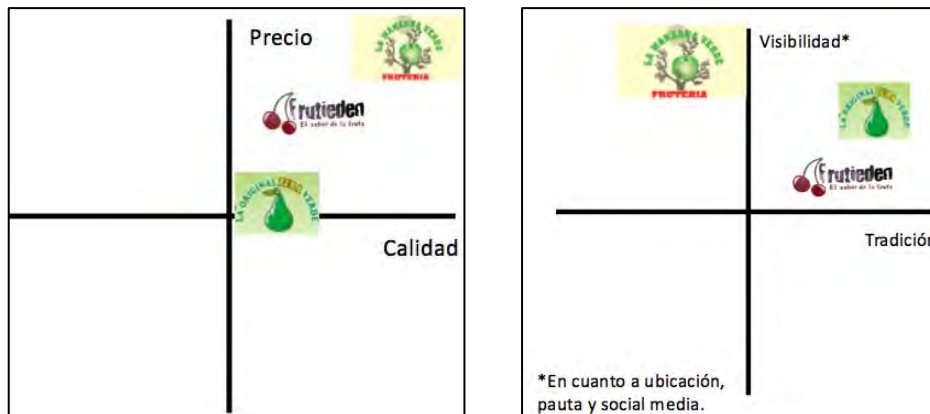 Precio
LA MANZANA VERDE
FRUTERIA
Frutieden
El sabor de la fruta
LA ORIGINAL PERA VERDE
Calidad
Visibilidad*
LA MANZANA VERDE
FRUTERIA
LA ORIGINAL PERA VERDE
Frutieden
El sabor de la fruta
Tradición
*En cuanto a ubicación,
pauta y social media.